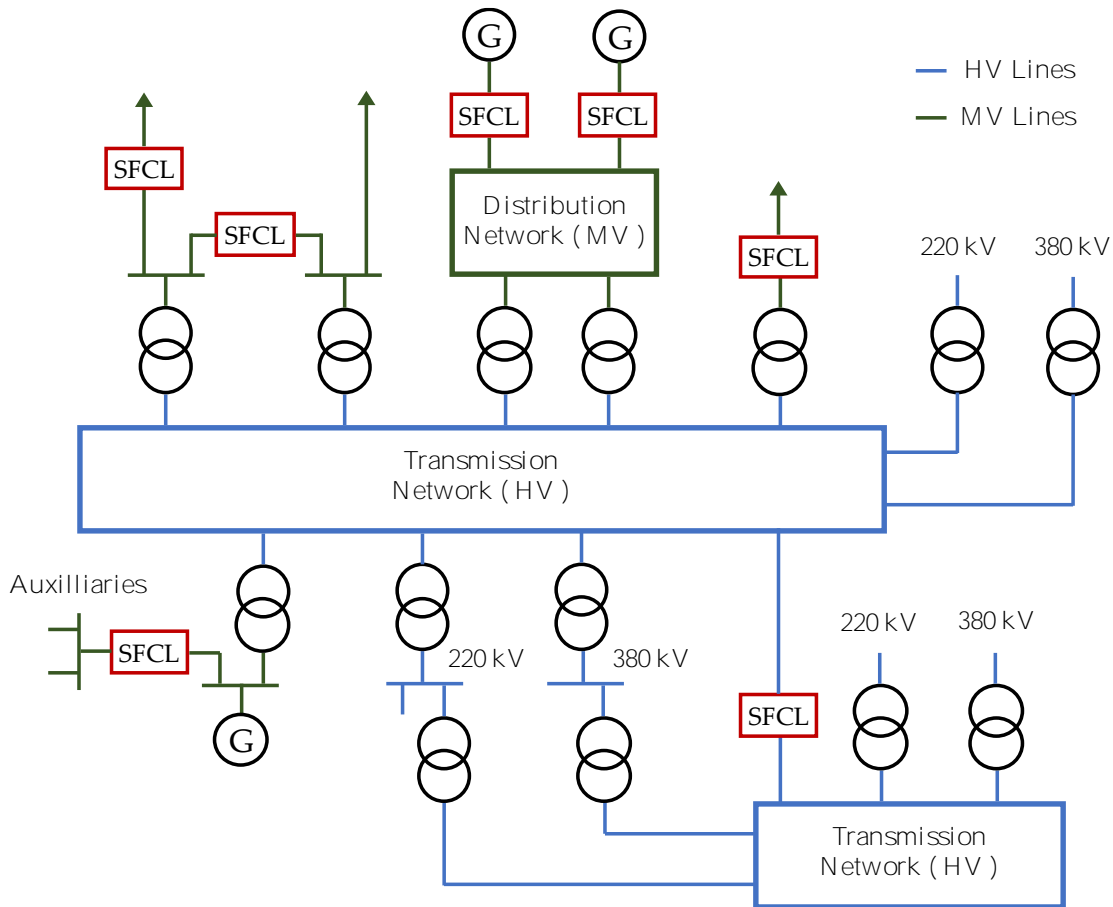 G
G
HV Lines
SFCL
SFCL
MV Lines
SFCL
Distribution
Network (MV)
SFCL
SFCL
220 kV
380 kV
Transmission
Network (HV)
Auxilliaries
SFCL
220 kV
380 kV
220 kV
380 kV
SFCL
G
Transmission
Network (HV)